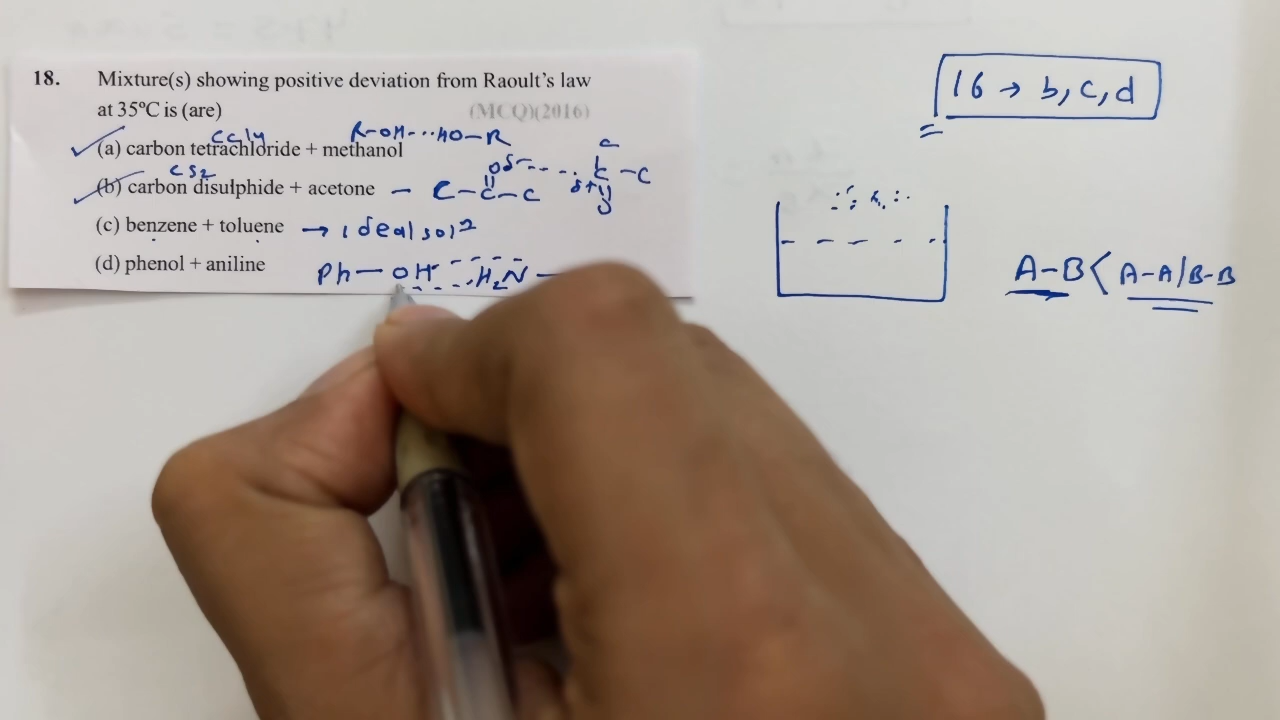 18. Mixture(s) showing positive deviation from Raoult's law
at 35°C is (are) (MCQ)(2016)
CCl4 R-OH---HO-R
(a) carbon tetrachloride + methanol
CS2
(b) carbon disulphide + acetone - C-C-C
O δ- --- δ+ C -C
(c) benzene + toluene → ideal sol?
(d) phenol + aniline Ph-OH --- H2N-
16 → b, c, d
A-B < A-A/B-B